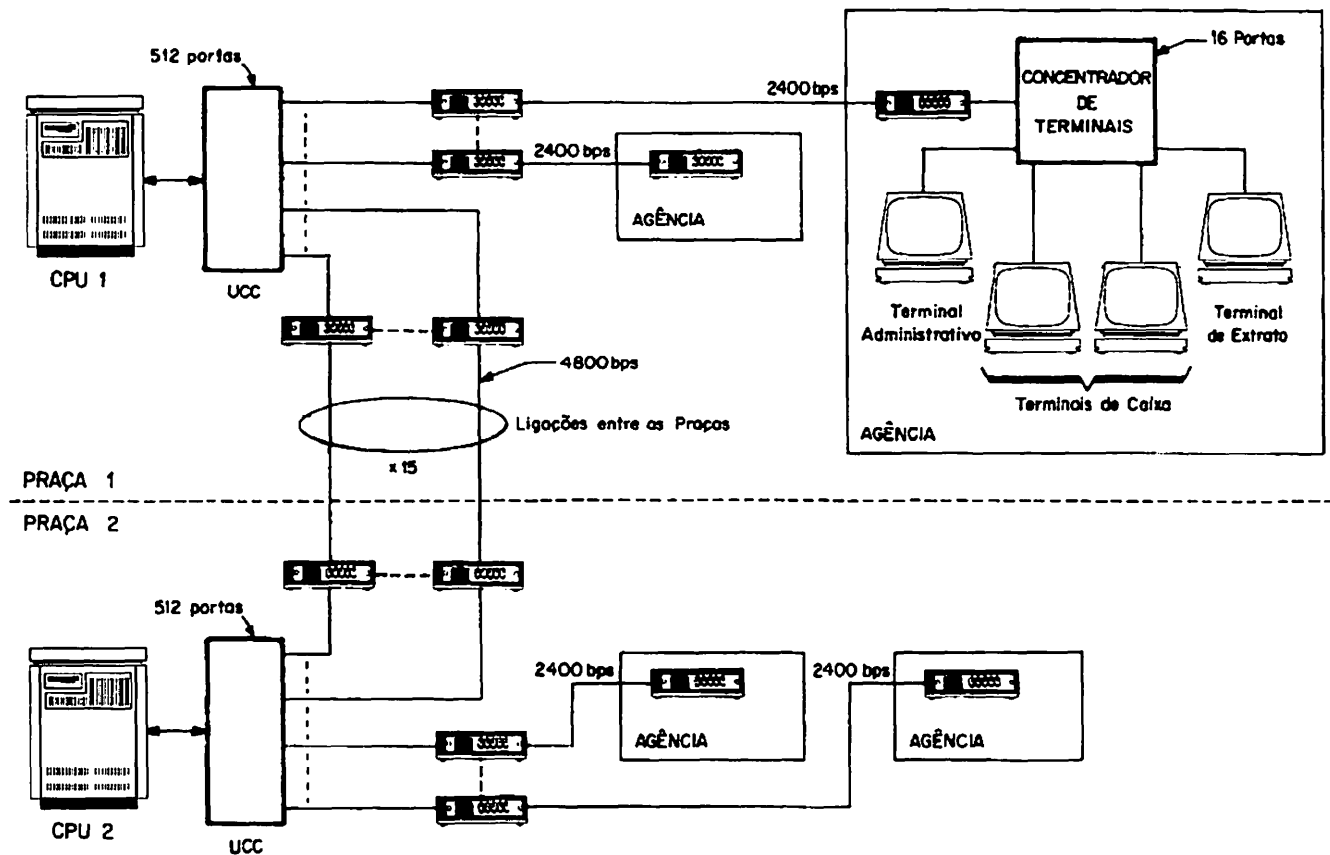 512 portas
CPU 1
UCC
2400 bps
AGÊNCIA
2400 bps
16 Portas
CONCENTRADOR
DE
TERMINAIS
Terminal
Administrativo
Terminal
de Extrato
Terminais de Caixa
AGÊNCIA
4800 bps
Ligações entre as Praças
x 15
PRAÇA 1
PRAÇA 2
512 portas
CPU 2
UCC
2400 bps
AGÊNCIA
2400 bps
AGÊNCIA